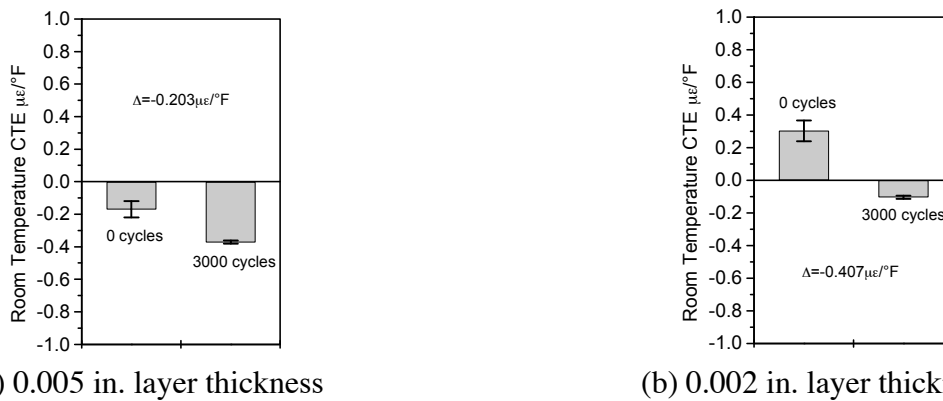 Room Temperature CTE με/°F
1.0
0.8
0.6
0.4
0.2
0.0
-0.2
-0.4
-0.6
-0.8
-1.0
Δ=-0.203με/°F
0 cycles
3000 cycles
) 0.005 in. layer thickness
Room Temperature CTE με/°F
1.0
0.8
0.6
0.4
0.2
0.0
-0.2
-0.4
-0.6
-0.8
-1.0
0 cycles
3000 cycles
Δ=-0.407με/°F
(b) 0.002 in. layer thick